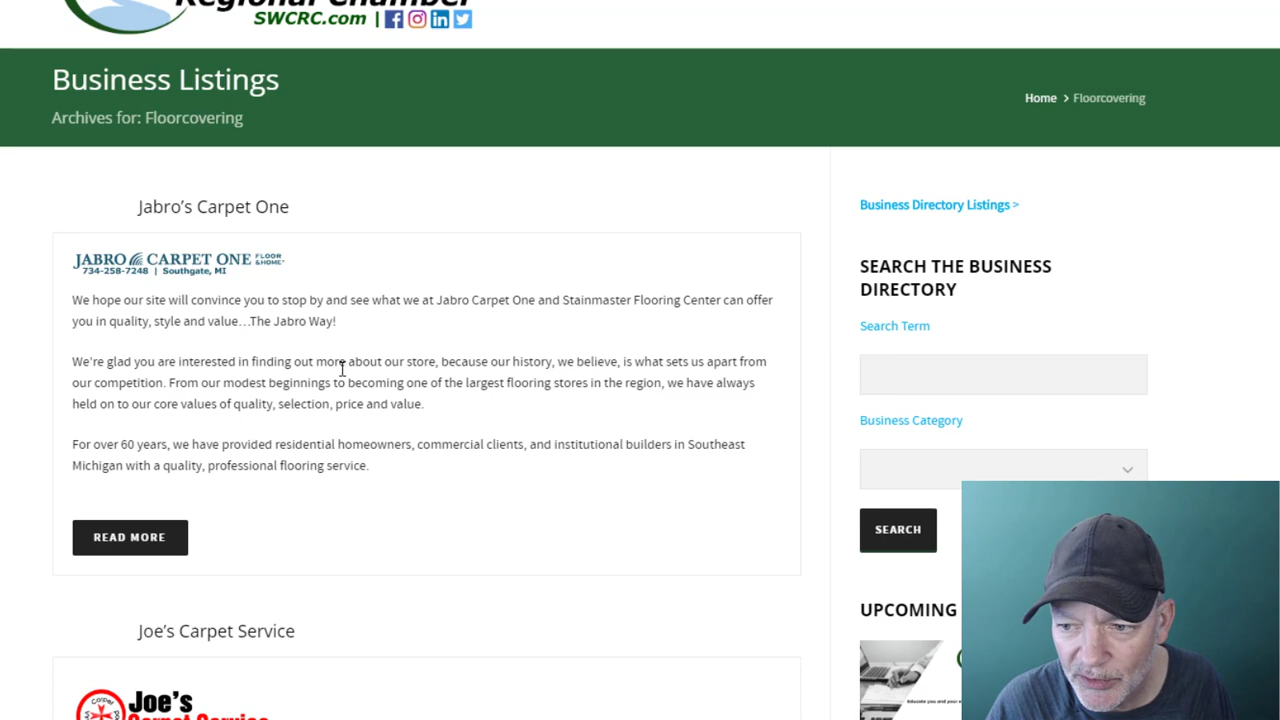 Regional Chamber
SWCRC.com |
Business Listings
Archives for: Floorcovering
Home > Floorcovering
Jabro's Carpet One
JABRO CARPET ONE FLOOR &HOME
734-258-7248 | Southgate, MI
We hope our site will convince you to stop by and see what we at Jabro Carpet One and Stainmaster Flooring Center can offer
you in quality, style and value…The Jabro Way!
We're glad you are interested in finding out more about our store, because our history, we believe, is what sets us apart from
our competition. From our modest beginnings to becoming one of the largest flooring stores in the region, we have always
held on to our core values of quality, selection, price and value.
For over 60 years, we have provided residential homeowners, commercial clients, and institutional builders in Southeast
Michigan with a quality, professional flooring service.
READ MORE
Joe's Carpet Service
Joe's
Carpet Service
Business Directory Listings >
SEARCH THE BUSINESS
DIRECTORY
Search Term
Business Category
SEARCH
UPCOMING
Educate you and your